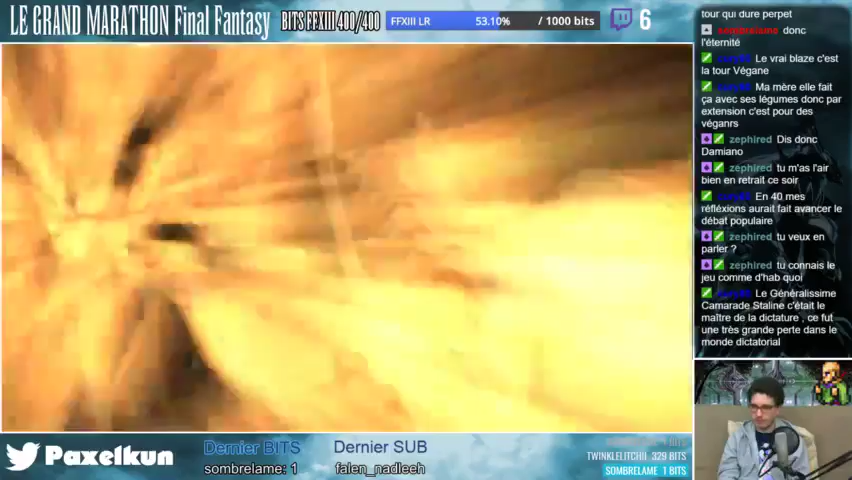 LE GRAND MARATHON Final Fantasy
BITS FFXIII 400/400
FFXIII LR 53.10% / 1000 bits
6
tour qui dure perpet
donc
l'éternité
Le vrai blaze c'est
la tour Végane
Ma mère elle fait
ça avec ses légumes donc par
extension c'est pour des
végânrs
zephired Dis donc
Damiano
zephired tu m'as l'air
bien en retrait ce soir
En 40 mes
réfléxions aurait fait avancer le
débat populaire
zephired tu veux en
parler ?
zephired tu connais le
jeu comme d'hab quoi
Le Généralissime
Camarade Staline c'était le
maître de la dictature , ce fut
une très grande perte dans le
monde dictatorial
Paxelkun
Dernier BITS
sombrelame: 1
Dernier SUB
falen_nadleeh
TWINKLELITCHII 329 BITS
SOMBRELAME 1 BITS